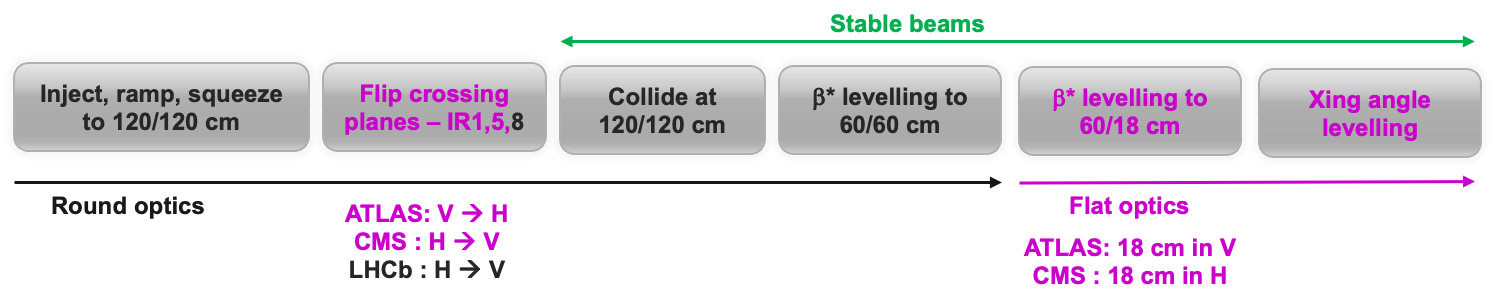 Stable beams
Inject, ramp, squeeze
to 120/120 cm
Flip crossing
planes – IR1,5,8
Collide at
120/120 cm
β* levelling to
60/60 cm
β* levelling to
60/18 cm
Xing angle
levelling
Round optics
ATLAS: V → H
CMS : H → V
LHCb : H → V
Flat optics
ATLAS: 18 cm in V
CMS : 18 cm in H